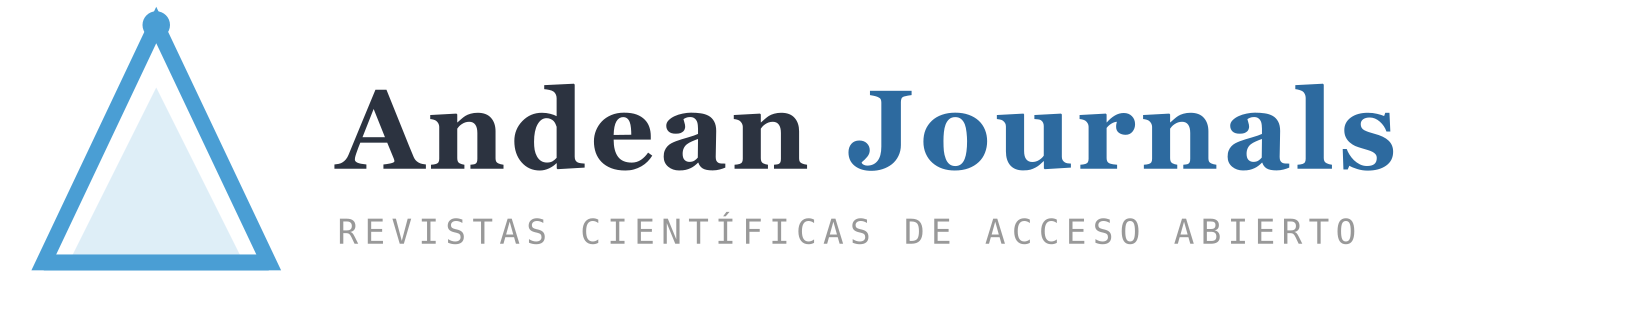 Andean Journals
REVISTAS CIENTÍFICAS DE ACCESO ABIERTO